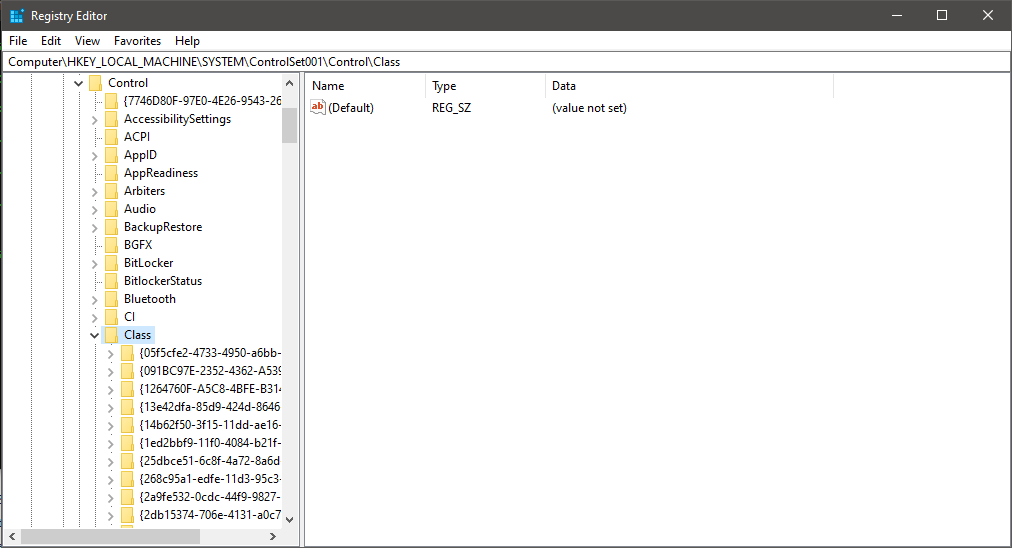 Registry Editor
File Edit View Favorites Help
Computer\HKEY_LOCAL_MACHINE\SYSTEM\ControlSet001\Control\Class
Control
{7746D80F-97E0-4E26-9543-26
AccessibilitySettings
ACPI
AppID
AppReadiness
Arbiters
Audio
BackupRestore
BGFX
BitLocker
BitlockerStatus
Bluetooth
CI
Class
{05f5cfe2-4733-4950-a6bb-
{091BC97E-2352-4362-A539
{1264760F-A5C8-4BFE-B314
{13e42dfa-85d9-424d-8646
{14b62f50-3f15-11dd-ae16-
{1ed2bbf9-11f0-4084-b21f-
{25dbce51-6c8f-4a72-8a6d
{268c95a1-edfe-11d3-95c3-
{2a9fe532-0cdc-44f9-9827-
{2db15374-706e-4131-a0c7
Name Type Data
ab (Default) REG_SZ (value not set)